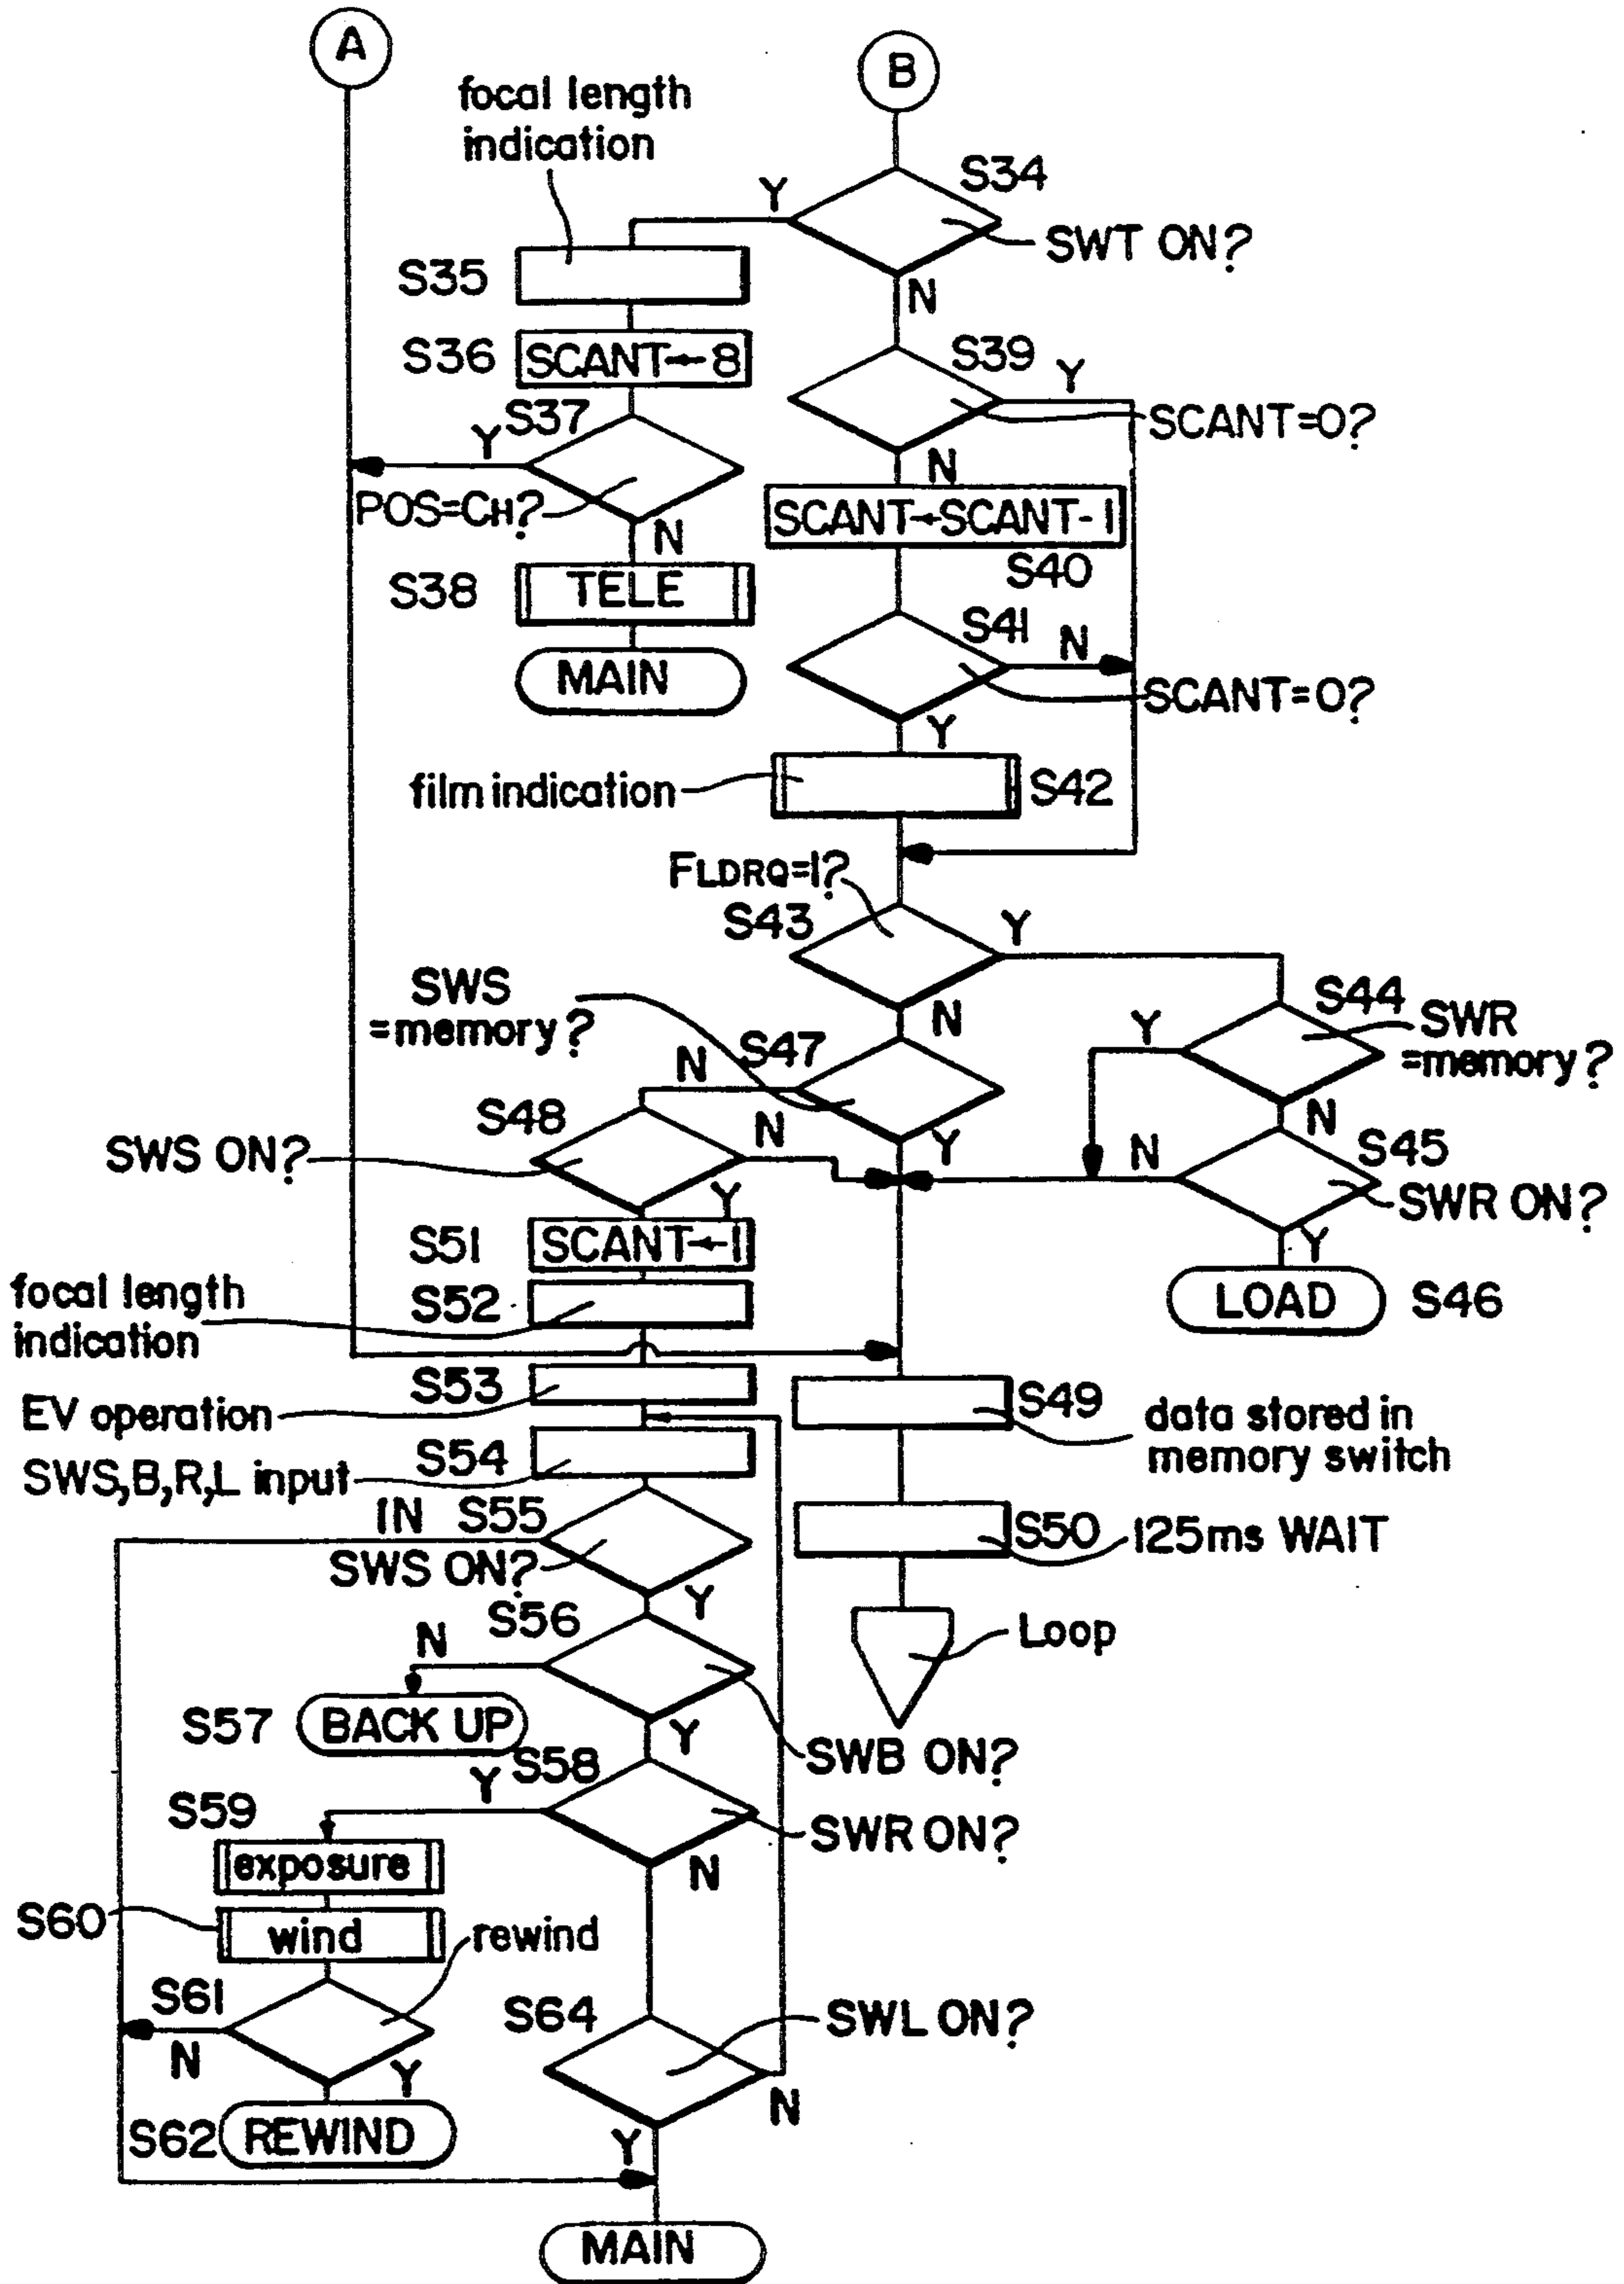 A
B
focal length
indication
S34
Y
SWT ON?
N
S35
S36
SCANT←8
S39
Y
SCANT=0?
S37
Y
POS=CH?
N
N
SCANT←SCANT-1
S40
S38
TELE
MAIN
S41
N
SCANT=0?
Y
film indication
S42
FLDRQ=1?
S43
Y
N
SWS
=memory?
S44
SWR
=memory?
Y
N
S47
N
Y
S48
N
SWS ON?
Y
S45
N
SWR ON?
Y
S51
SCANT←1
LOAD
S46
focal length
indication
S52
S53
EV operation
S49
data stored in
memory switch
S54
SWS,B,R,L input
S50
125ms WAIT
IN
S55
SWS ON?
Y
Loop
S56
N
S57
BACK UP
Y
SWB ON?
S58
Y
SWR ON?
N
S59
exposure
S60
wind
rewind
S61
N
Y
S64
SWL ON?
N
S62
REWIND
Y
MAIN